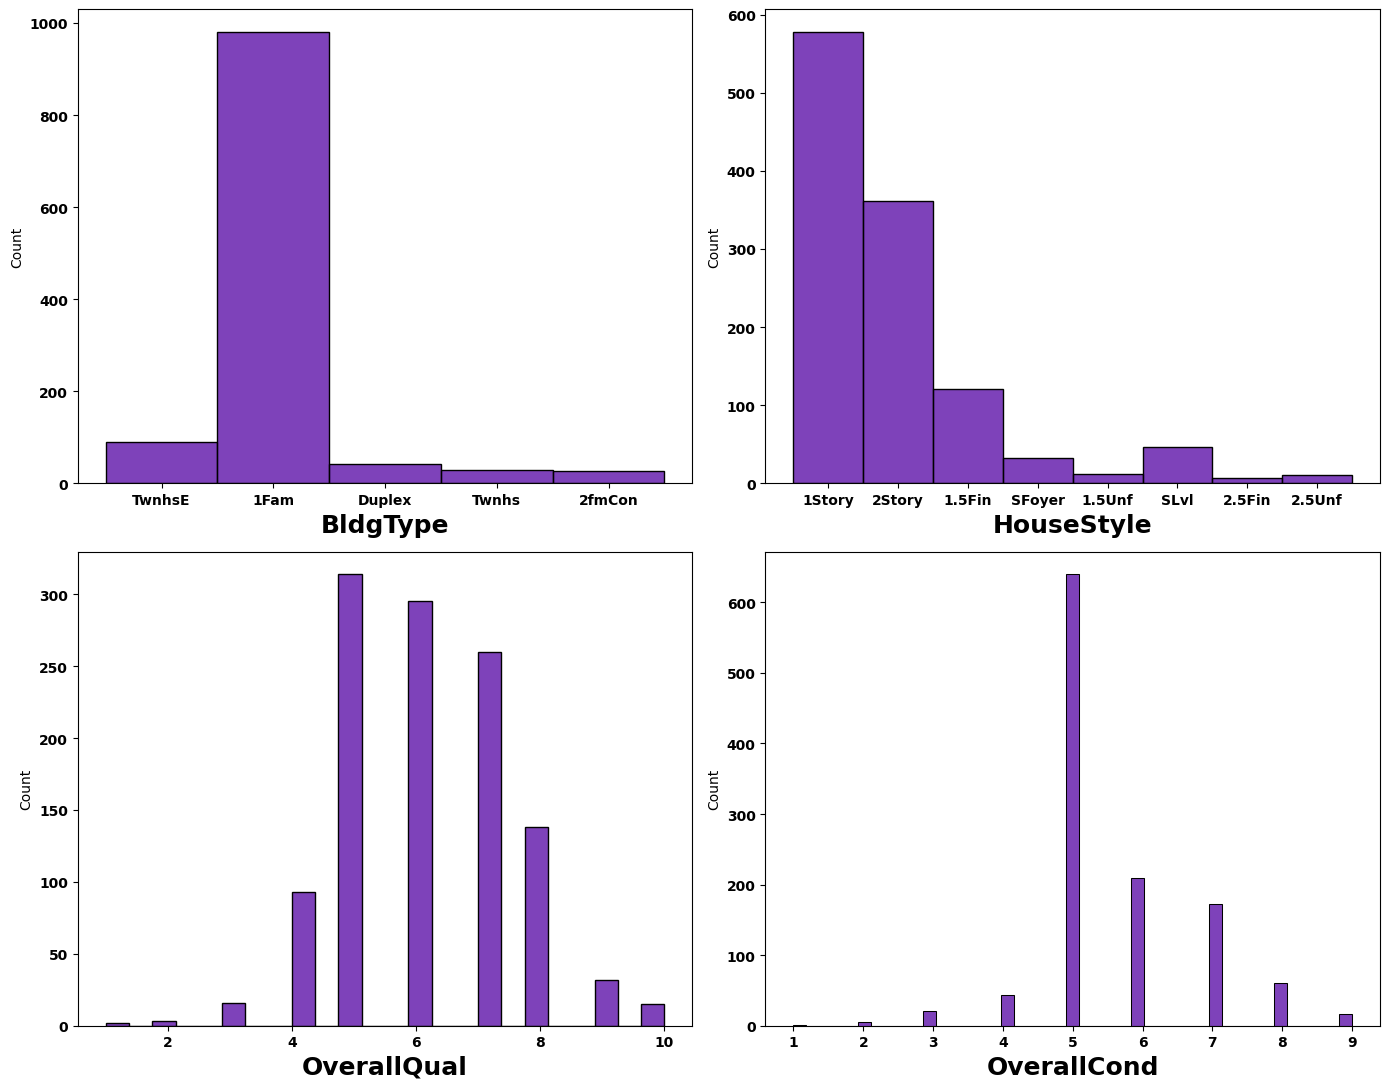 1000
800
600
400
200
0
Count
TwnhsE 1Fam Duplex Twnhs 2fmCon
BldgType
600
500
400
300
200
100
0
Count
1Story 2Story 1.5Fin SFoyer 1.5Unf SLvl 2.5Fin 2.5Unf
HouseStyle
300
250
200
150
100
50
0
Count
2 4 6 8 10
OverallQual
600
500
400
300
200
100
0
Count
1 2 3 4 5 6 7 8 9
OverallCond